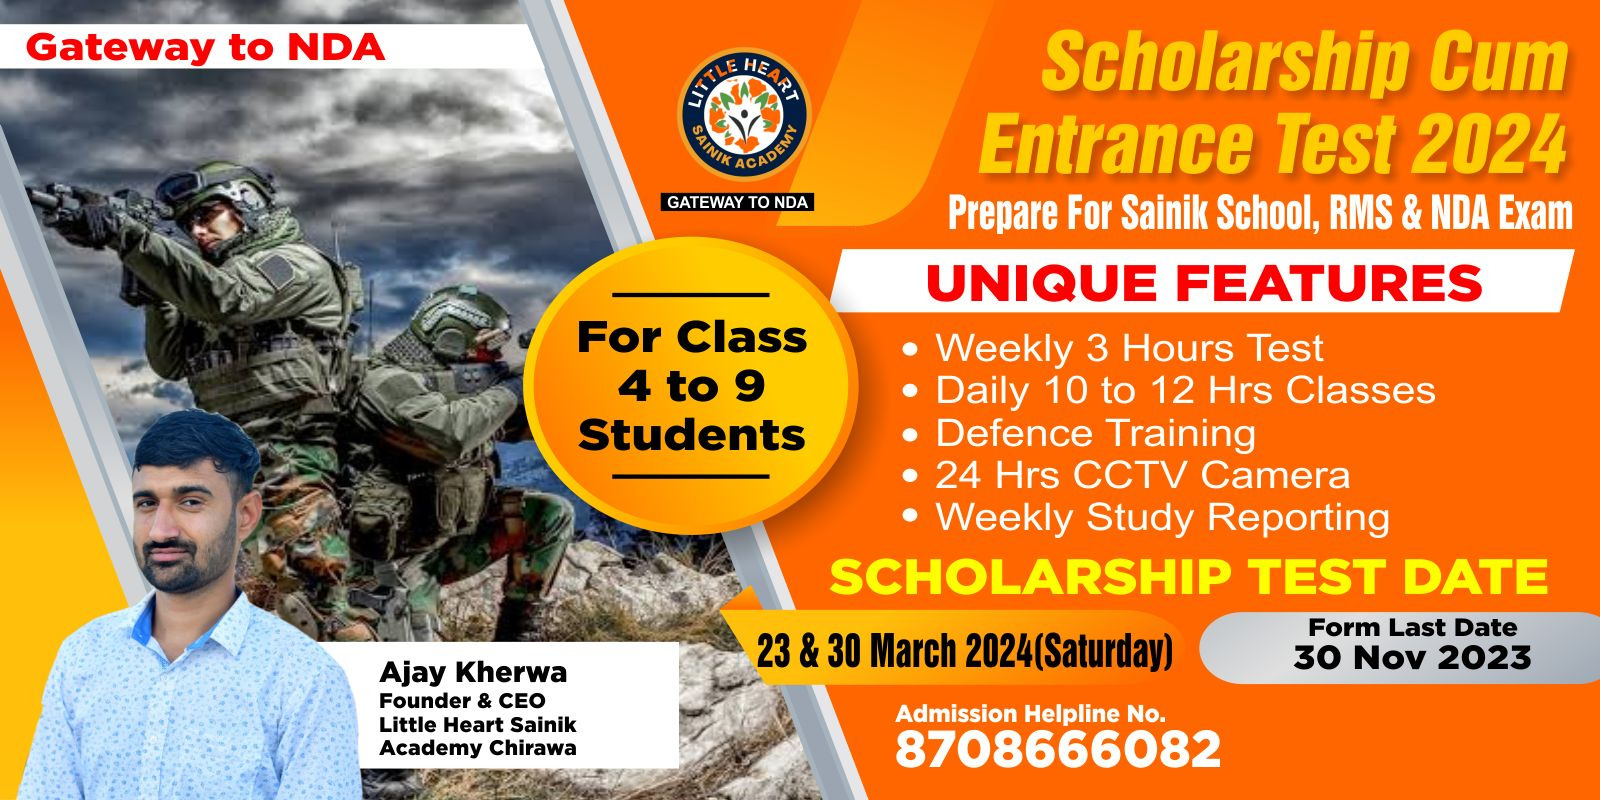 Gateway to NDA
LITTLE HEART
SAINIK ACADEMY
GATEWAY TO NDA
Scholarship Cum
Entrance Test 2024
Prepare For Sainik School, RMS & NDA Exam
UNIQUE FEATURES
For Class
4 to 9
Students
• Weekly 3 Hours Test
• Daily 10 to 12 Hrs Classes
• Defence Training
• 24 Hrs CCTV Camera
• Weekly Study Reporting
SCHOLARSHIP TEST DATE
23 & 30 March 2024(Saturday)
Form Last Date
30 Nov 2023
Ajay Kherwa
Founder & CEO
Little Heart Sainik
Academy Chirawa
Admission Helpline No.
8708666082